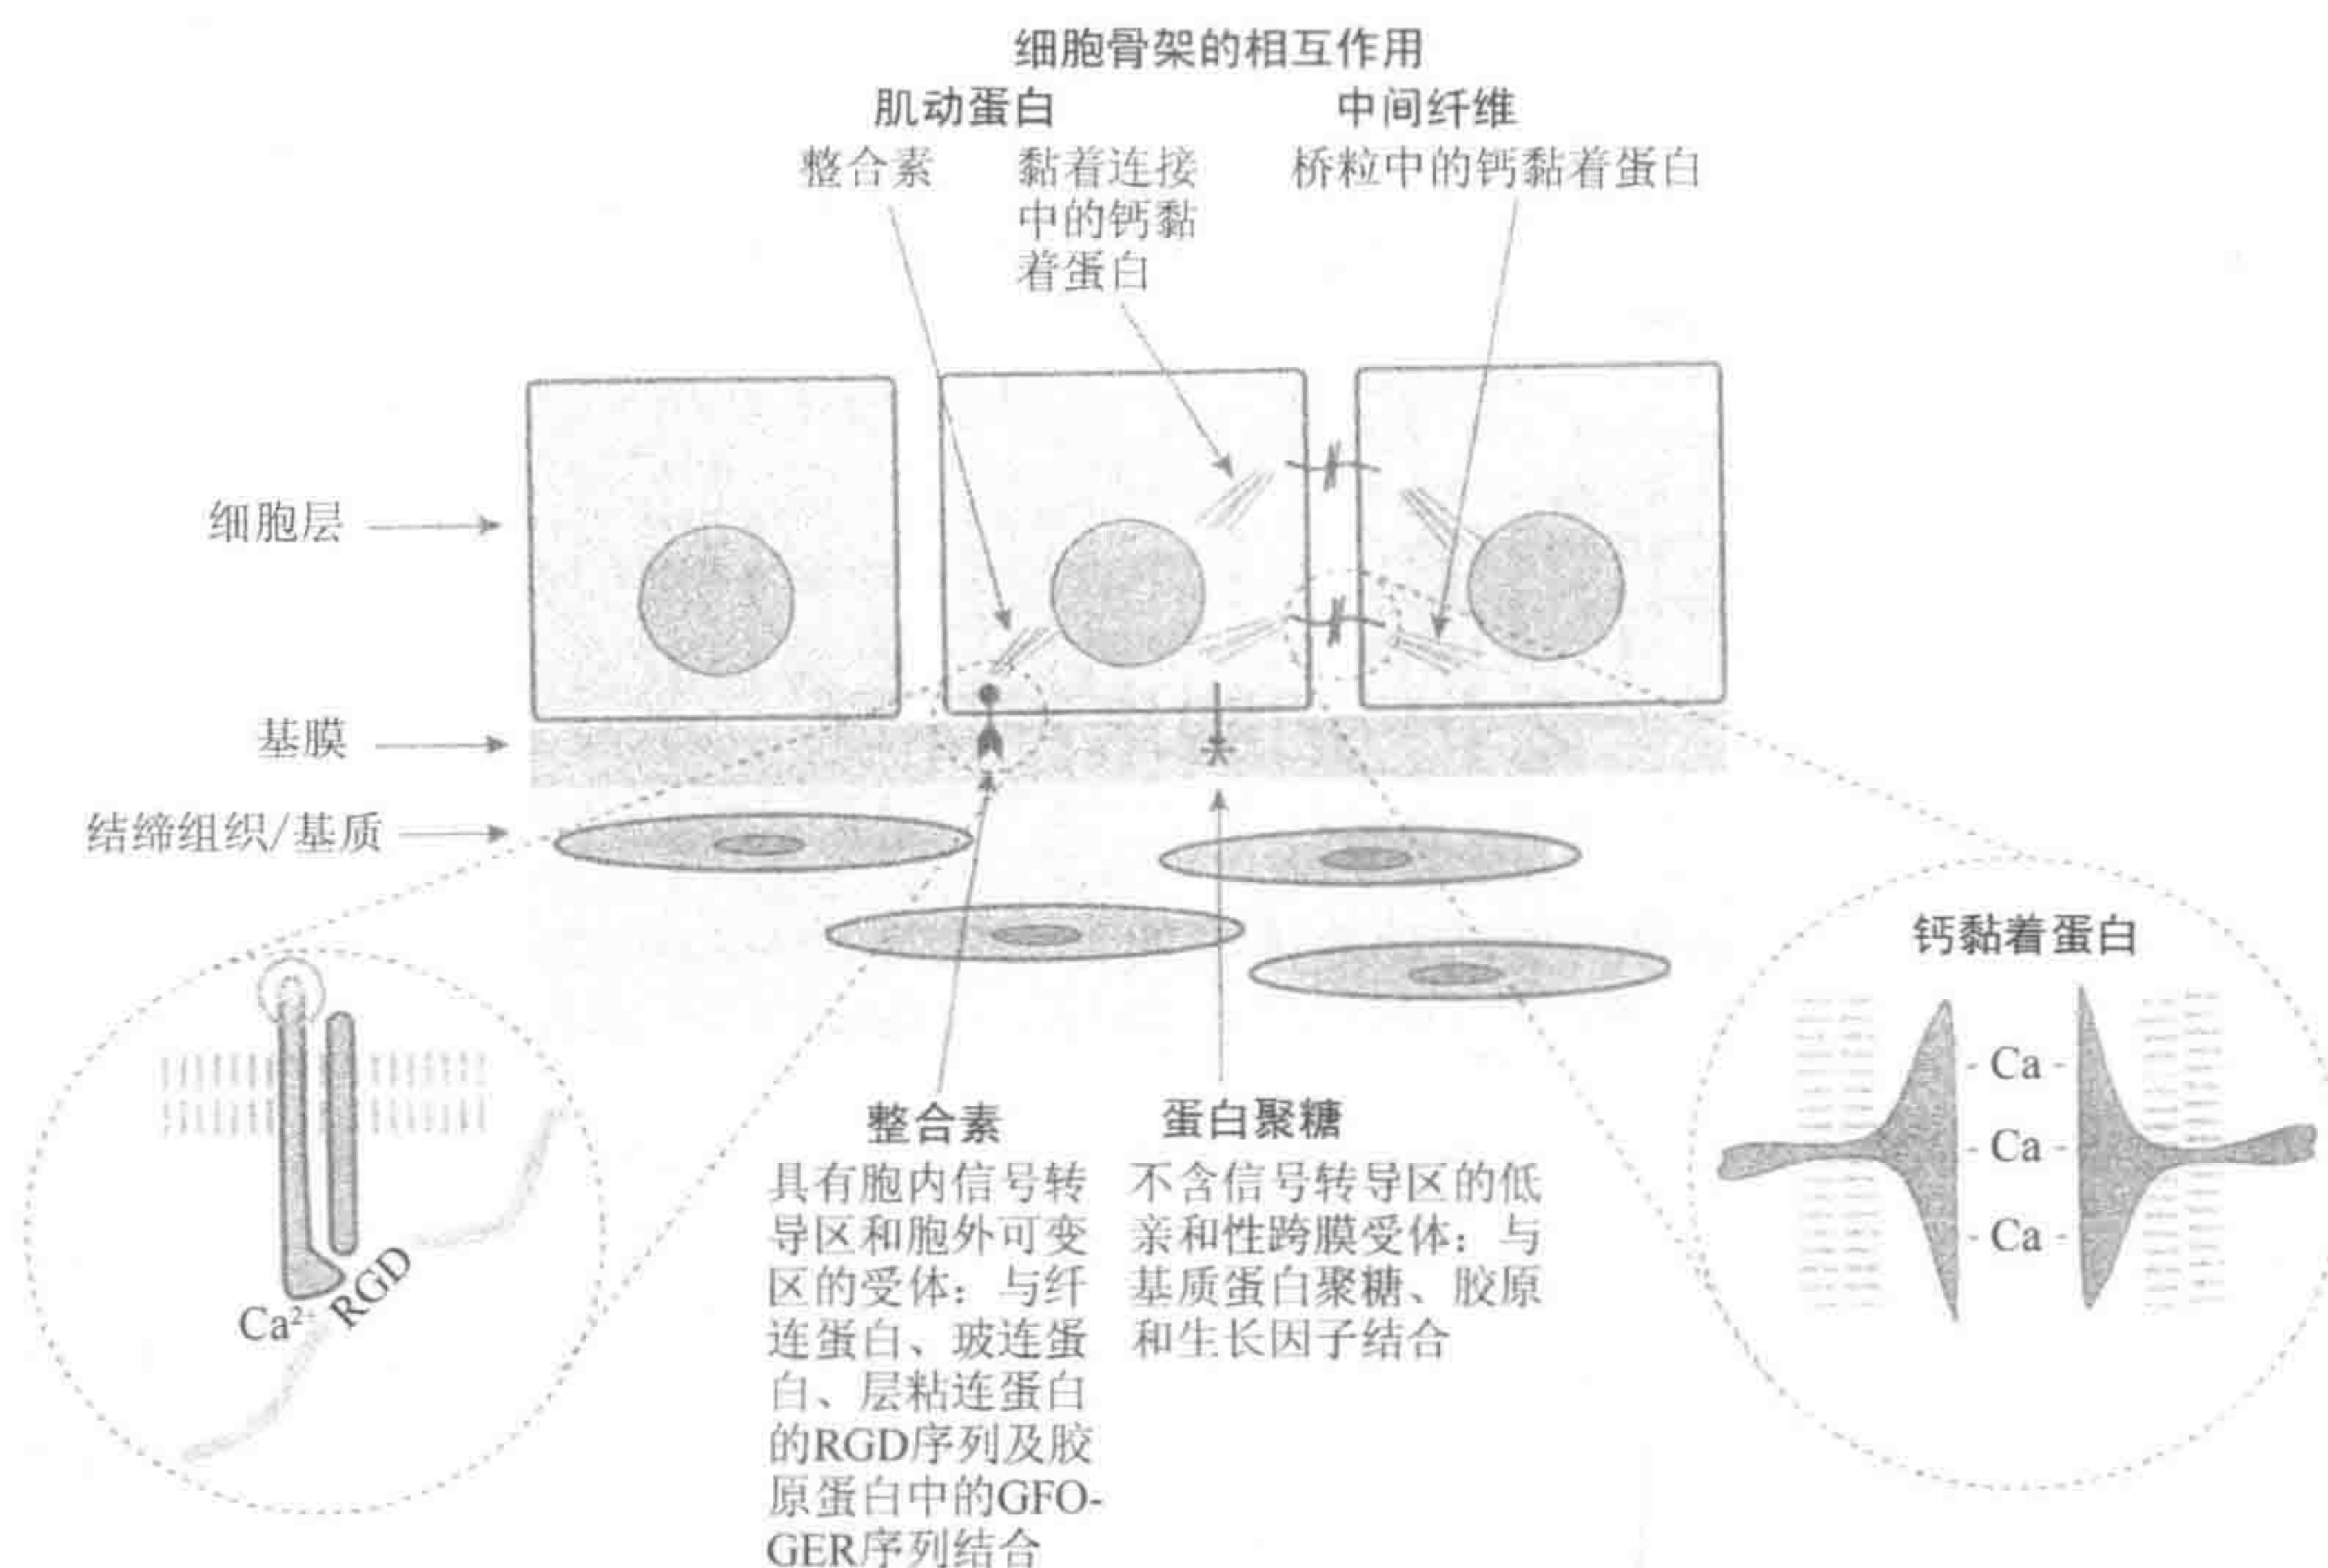 细胞骨架的相互作用
肌动蛋白
中间纤维
整合素
黏着连接
中的钙黏
着蛋白
桥粒中的钙黏着蛋白
细胞层
基膜
结缔组织/基质
钙黏着蛋白
Ca
Ca
Ca
Ca²⁺
RGD
整合素
具有胞内信号转
导区和胞外可变
区的受体：与纤
连蛋白、玻连蛋
白、层粘连蛋白
的RGD序列及胶
原蛋白中的GFO-
GER序列结合
蛋白聚糖
不含信号转导区的低
亲和性跨膜受体：与
基质蛋白聚糖、胶原
和生长因子结合